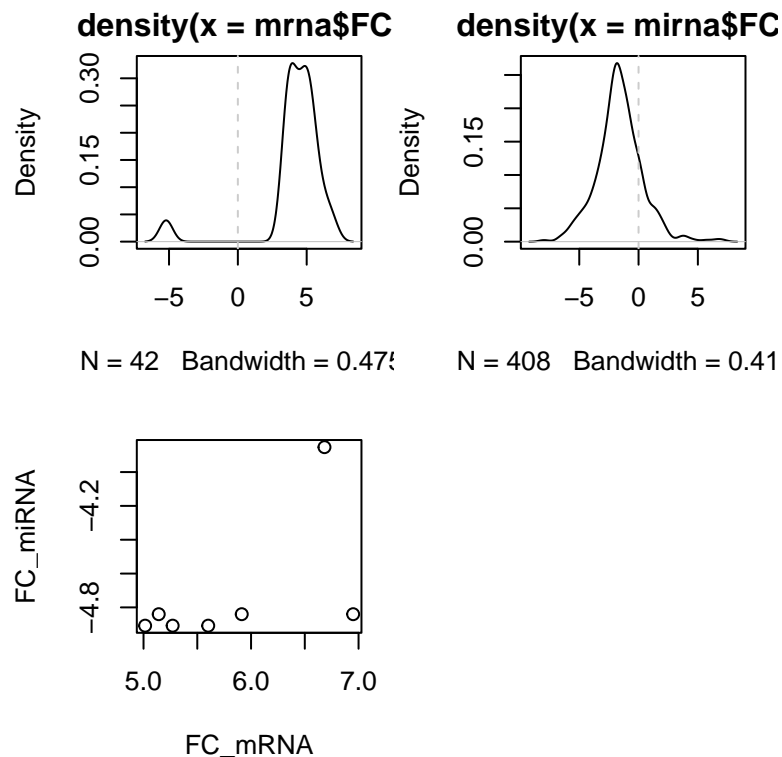 density(x = mrna$FC
density(x = mirna$FC
Density
0.00
0.15
0.30
−5
0
5
N = 42 Bandwidth = 0.475
Density
0.00
0.15
−5
0
5
N = 408 Bandwidth = 0.41
FC_miRNA
−4.8
−4.2
5.0
6.0
7.0
FC_mRNA